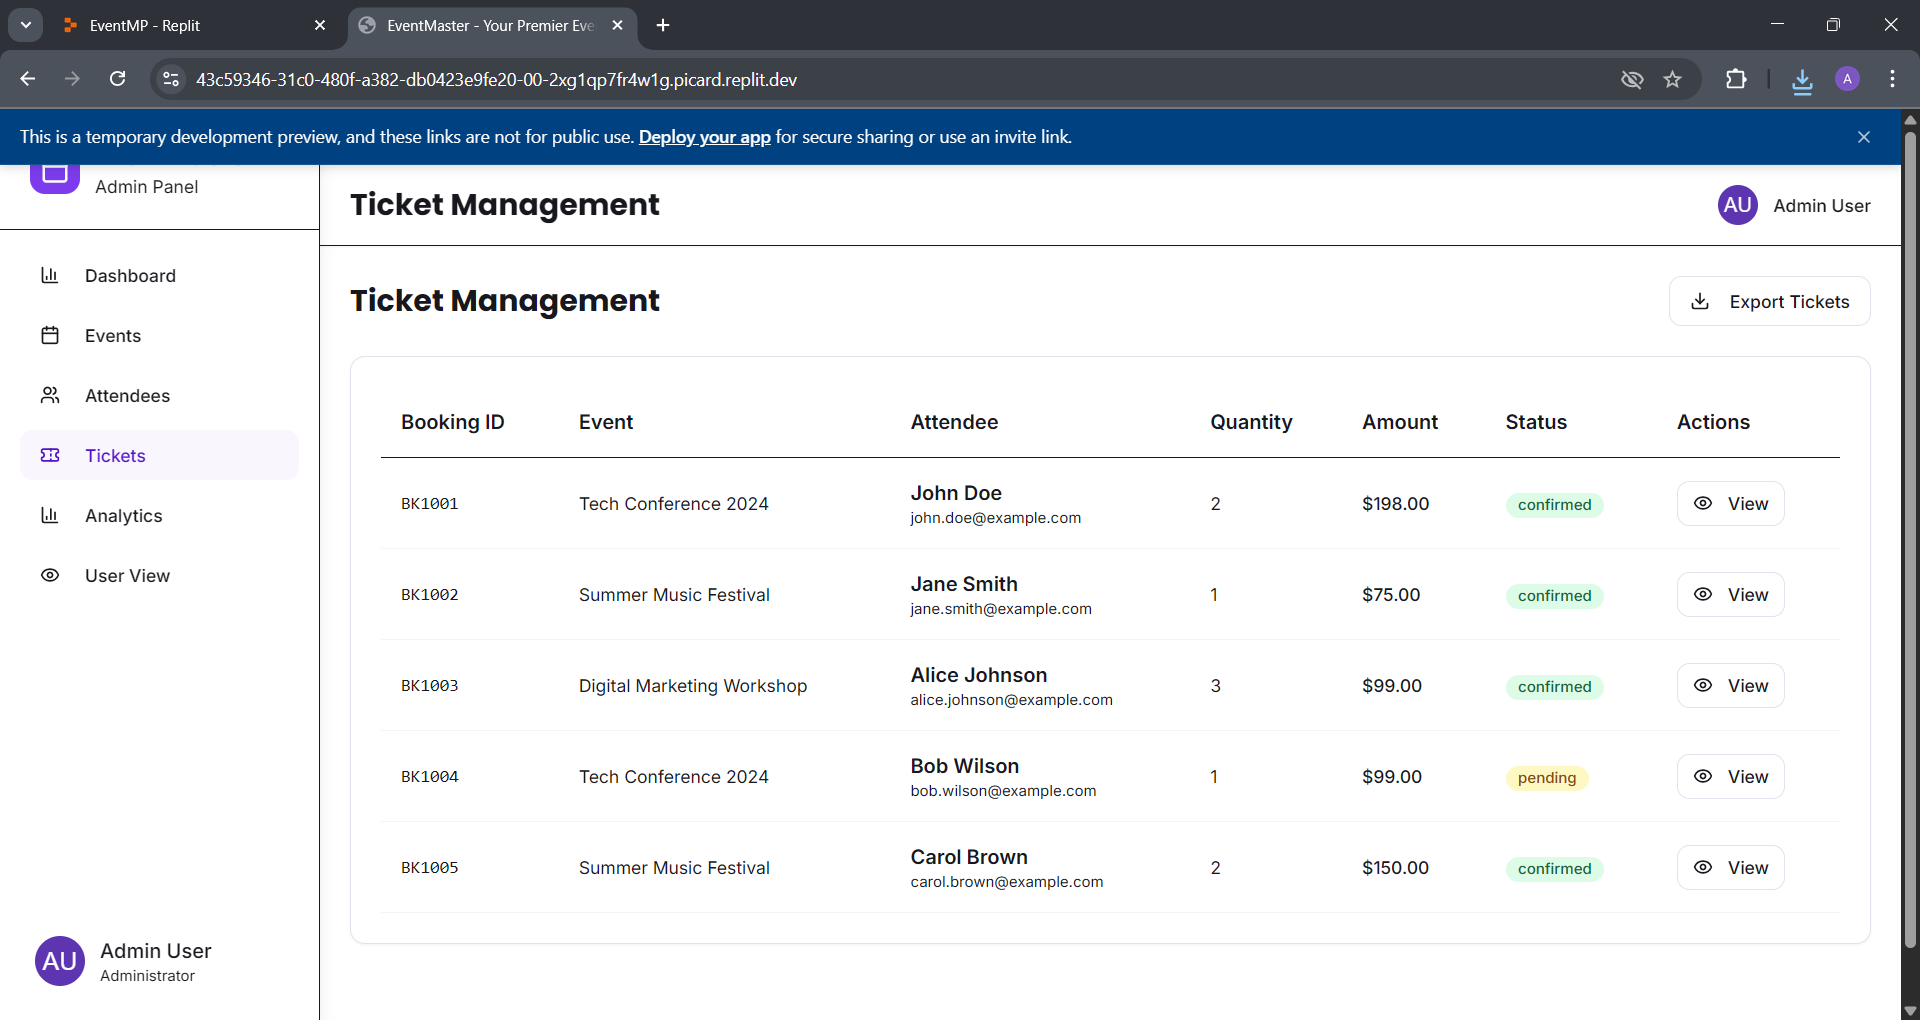 EventMP - Replit
EventMaster - Your Premier Eve
43c59346-31c0-480f-a382-db0423e9fe20-00-2xg1qp7fr4w1g.picard.replit.dev
A
This is a temporary development preview, and these links are not for public use. Deploy your app for secure sharing or use an invite link.
Admin Panel
Ticket Management
AU Admin User
Dashboard
Events
Attendees
Tickets
Analytics
User View
Ticket Management
Export Tickets
Booking ID Event Attendee Quantity Amount Status Actions
BK1001 Tech Conference 2024 John Doe 2 $198.00 confirmed View
john.doe@example.com
BK1002 Summer Music Festival Jane Smith 1 $75.00 confirmed View
jane.smith@example.com
BK1003 Digital Marketing Workshop Alice Johnson 3 $99.00 confirmed View
alice.johnson@example.com
BK1004 Tech Conference 2024 Bob Wilson 1 $99.00 pending View
bob.wilson@example.com
BK1005 Summer Music Festival Carol Brown 2 $150.00 confirmed View
carol.brown@example.com
AU Admin User
Administrator